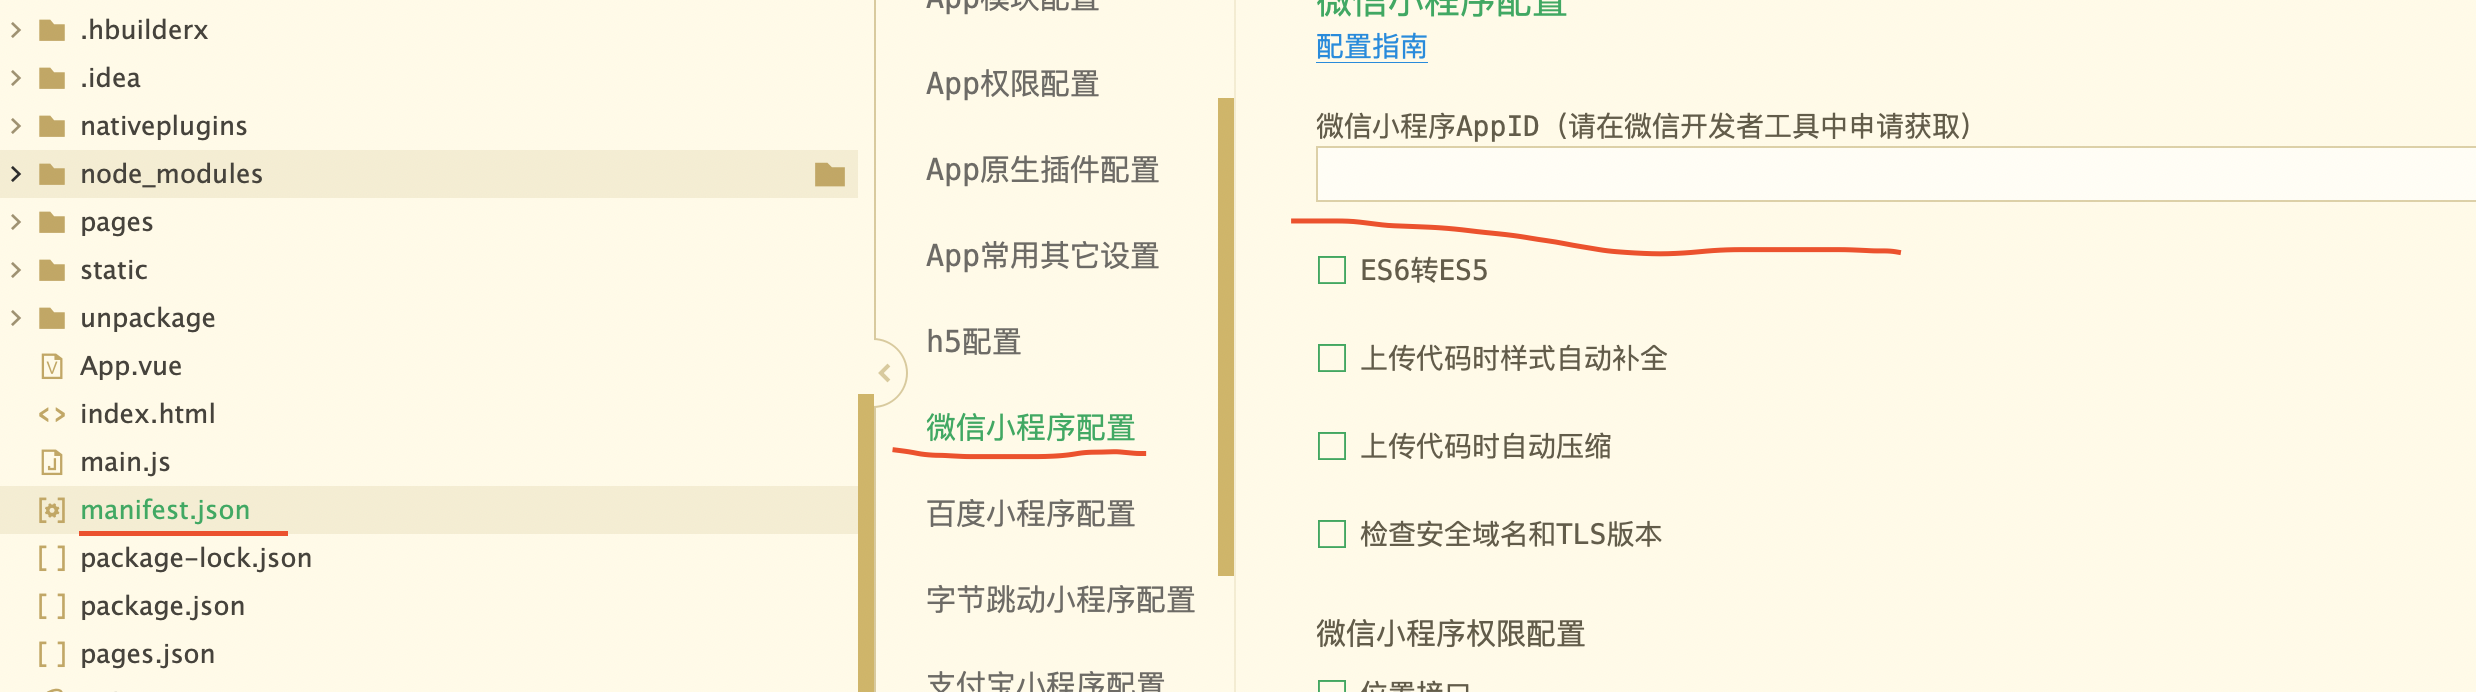 .hbuilderx
.idea
nativeplugins
node_modules
pages
static
unpackage
App.vue
index.html
main.js
manifest.json
package-lock.json
package.json
pages.json
App模块配置
App权限配置
App原生插件配置
App常用其它设置
h5配置
微信小程序配置
百度小程序配置
字节跳动小程序配置
支付宝小程序配置
微信小程序配置
配置指南
微信小程序AppID（请在微信开发者工具中申请获取）
ES6转ES5
上传代码时样式自动补全
上传代码时自动压缩
检查安全域名和TLS版本
微信小程序权限配置
位置接口